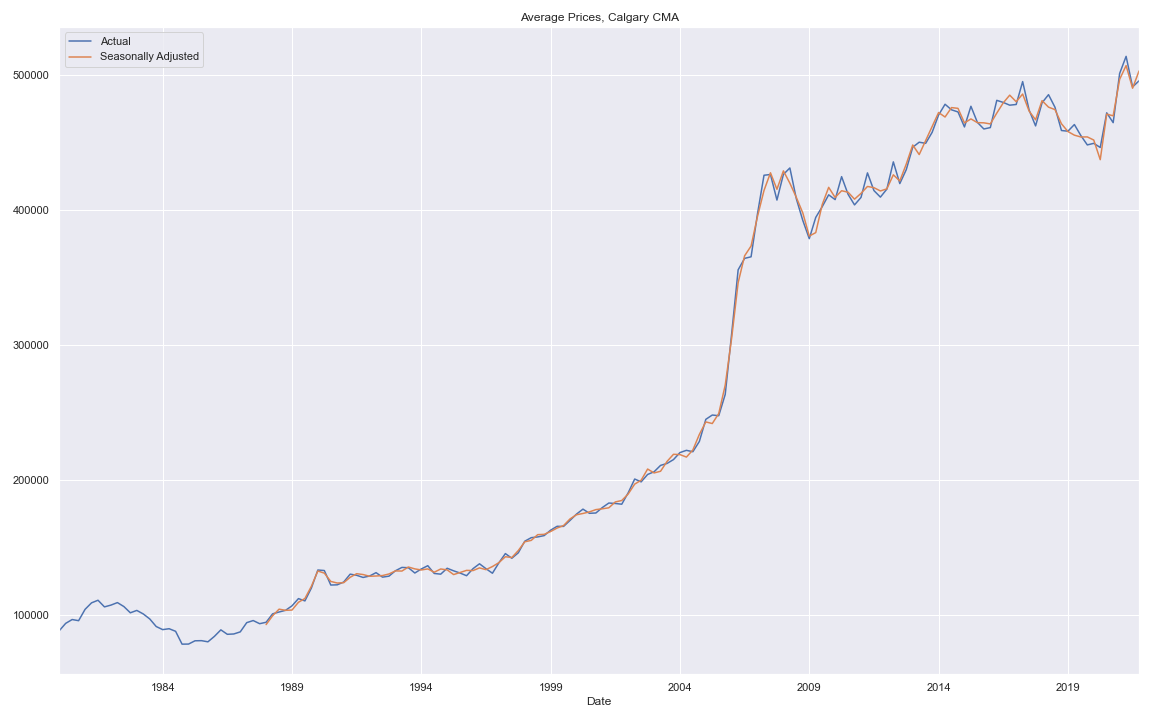 Average Prices, Calgary CMA
Actual
Seasonally Adjusted
500000
400000
300000
200000
100000
1984 1989 1994 1999 2004 2009 2014 2019
Date